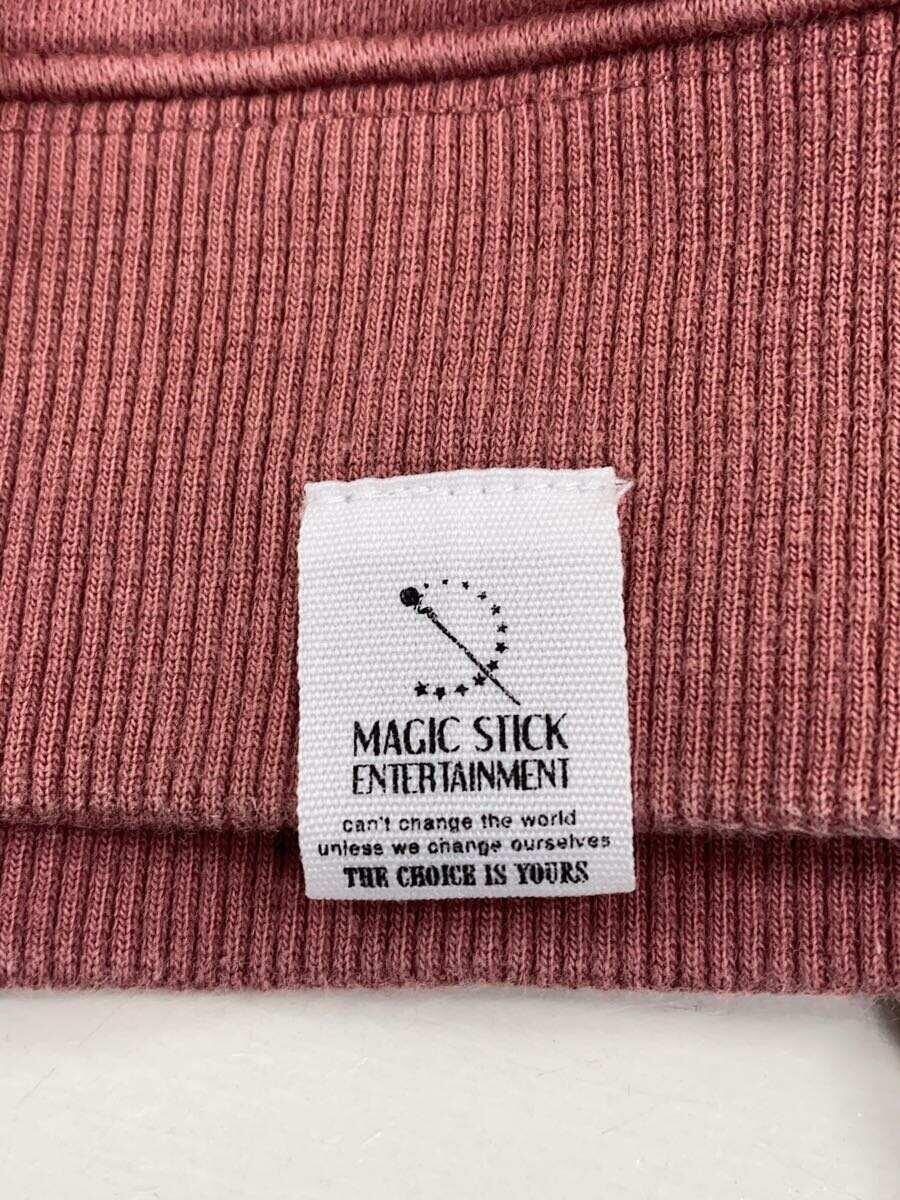 MAGIC STICK
ENTERTAINMENT
can't change the world
unless we change ourselves
THE CHOICE IS YOURS